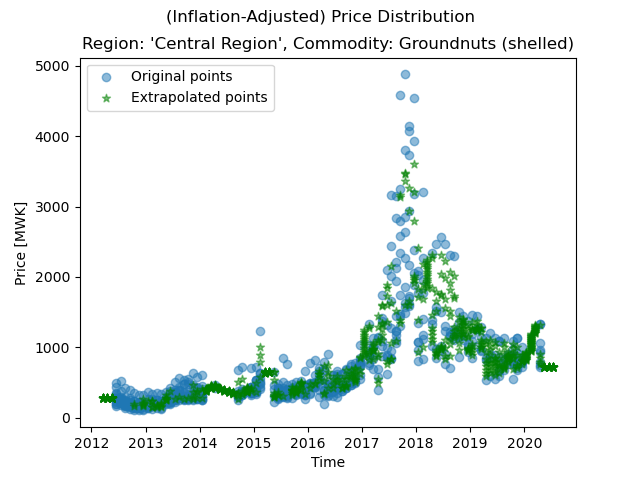 (Inflation-Adjusted) Price Distribution
Region: 'Central Region', Commodity: Groundnuts (shelled)
Original points
Extrapolated points
5000
4000
3000
2000
1000
0
Price [MWK]
2012 2013 2014 2015 2016 2017 2018 2019 2020
Time